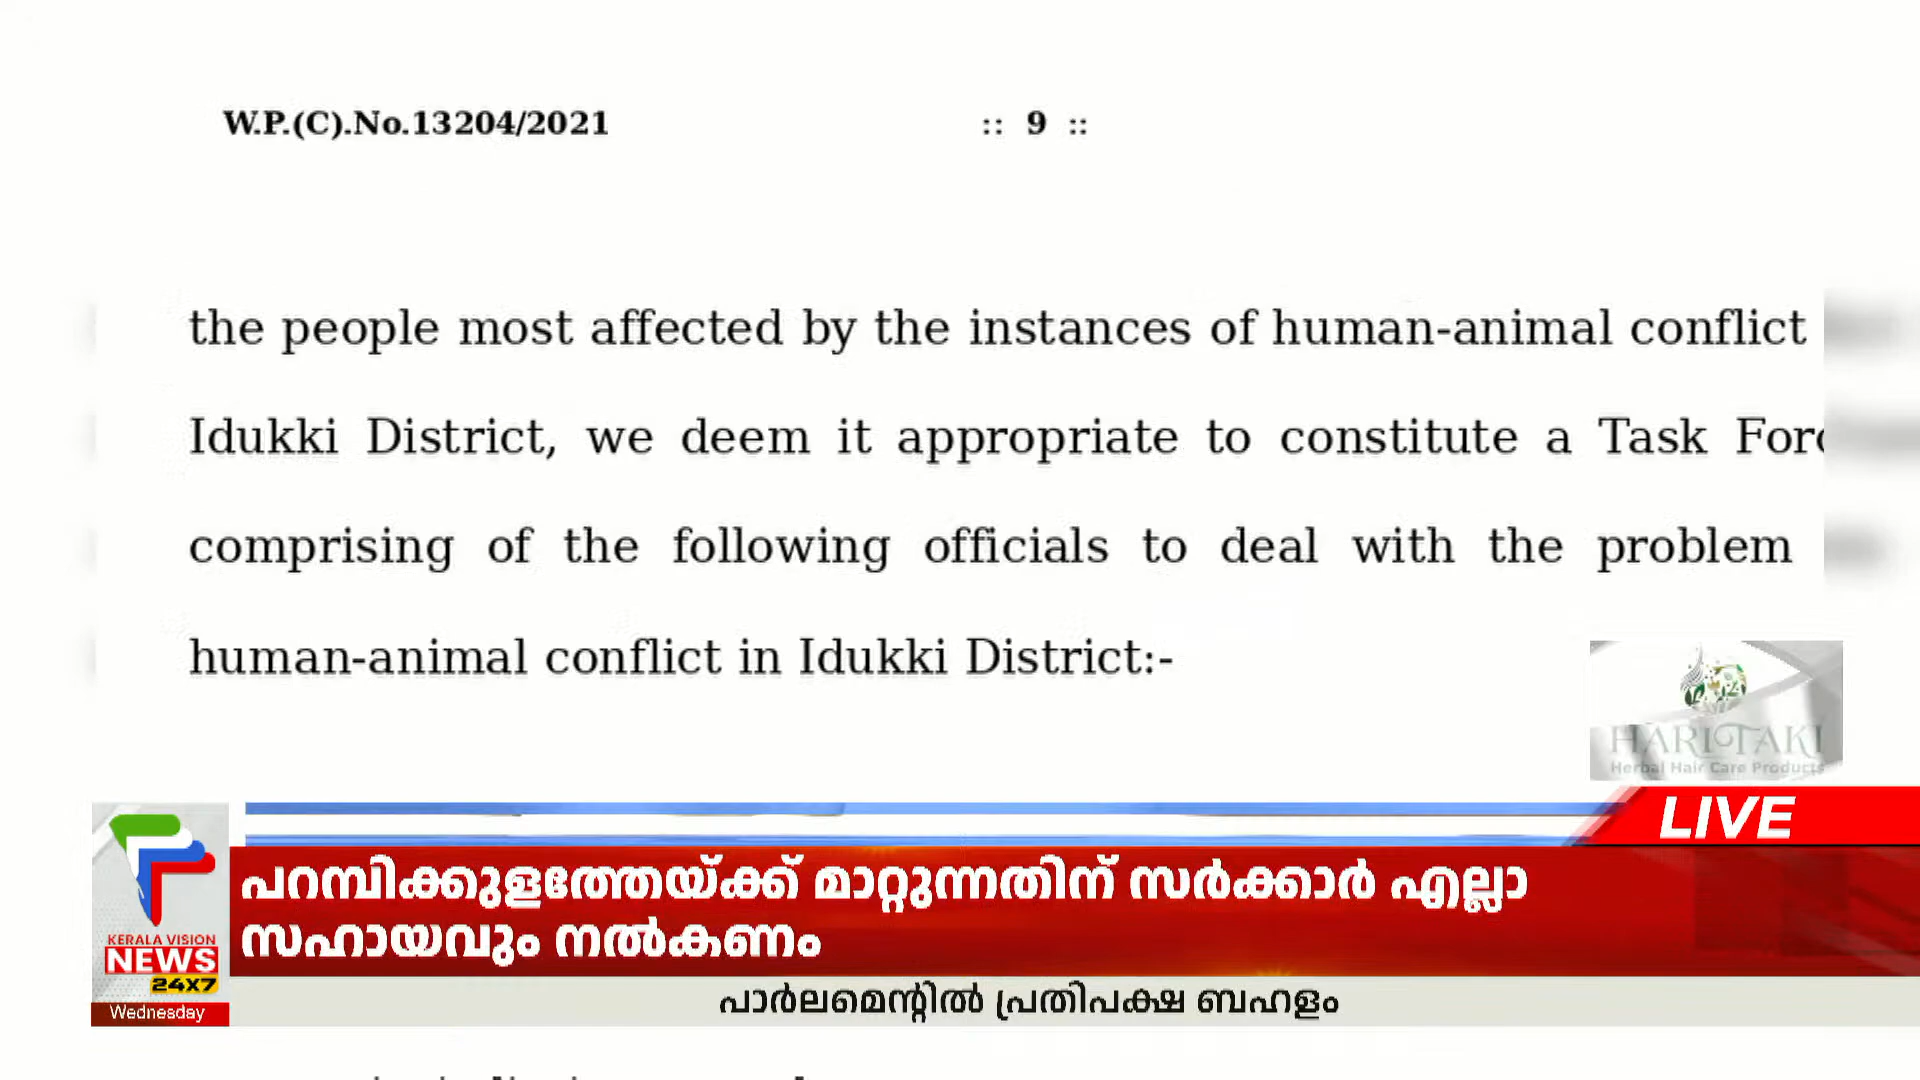 W.P.(C).No.13204/2021 :: 9 ::
the people most affected by the instances of human-animal conflict
Idukki District, we deem it appropriate to constitute a Task Forc
comprising of the following officials to deal with the problem
human-animal conflict in Idukki District:-
HARITAKI
Herbal Hair Care Products
LIVE
പറമ്പിക്കുളത്തേയ്ക്ക് മാറ്റുന്നതിന് സർക്കാർ എല്ലാ
സഹായവും നൽകണം
KERALA VISION
NEWS
24x7
Wednesday
പാർലമെന്റിൽ പ്രതിപക്ഷ ബഹളം